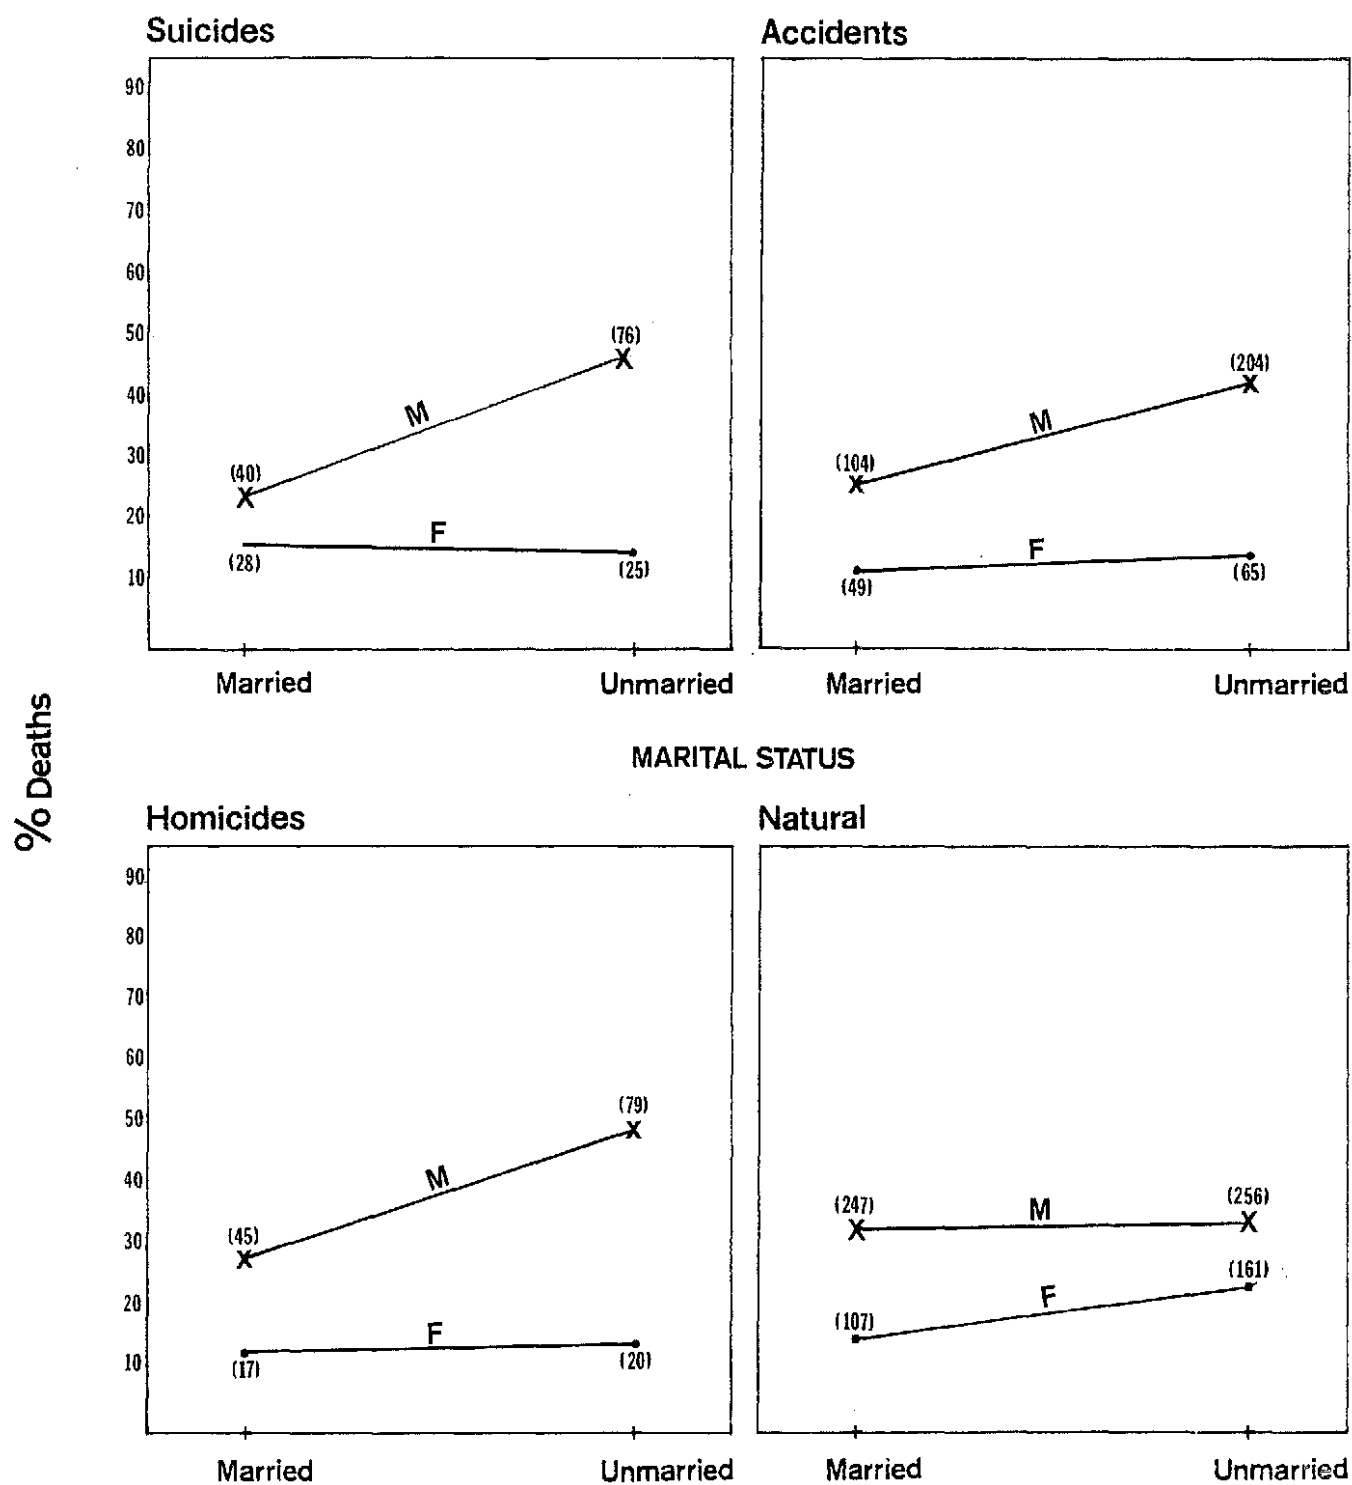 Suicides
90
80
70
60
50
40
30
20
10
(76)
M
(40)
F
(28)
(25)
Married
Unmarried
Accidents
(204)
M
(104)
F
(49)
(65)
Married
Unmarried
% Deaths
MARITAL STATUS
Homicides
90
80
70
60
50
40
30
20
10
(79)
M
(45)
F
(17)
(20)
Married
Unmarried
Natural
(247)
M
(256)
(161)
F
(107)
Married
Unmarried